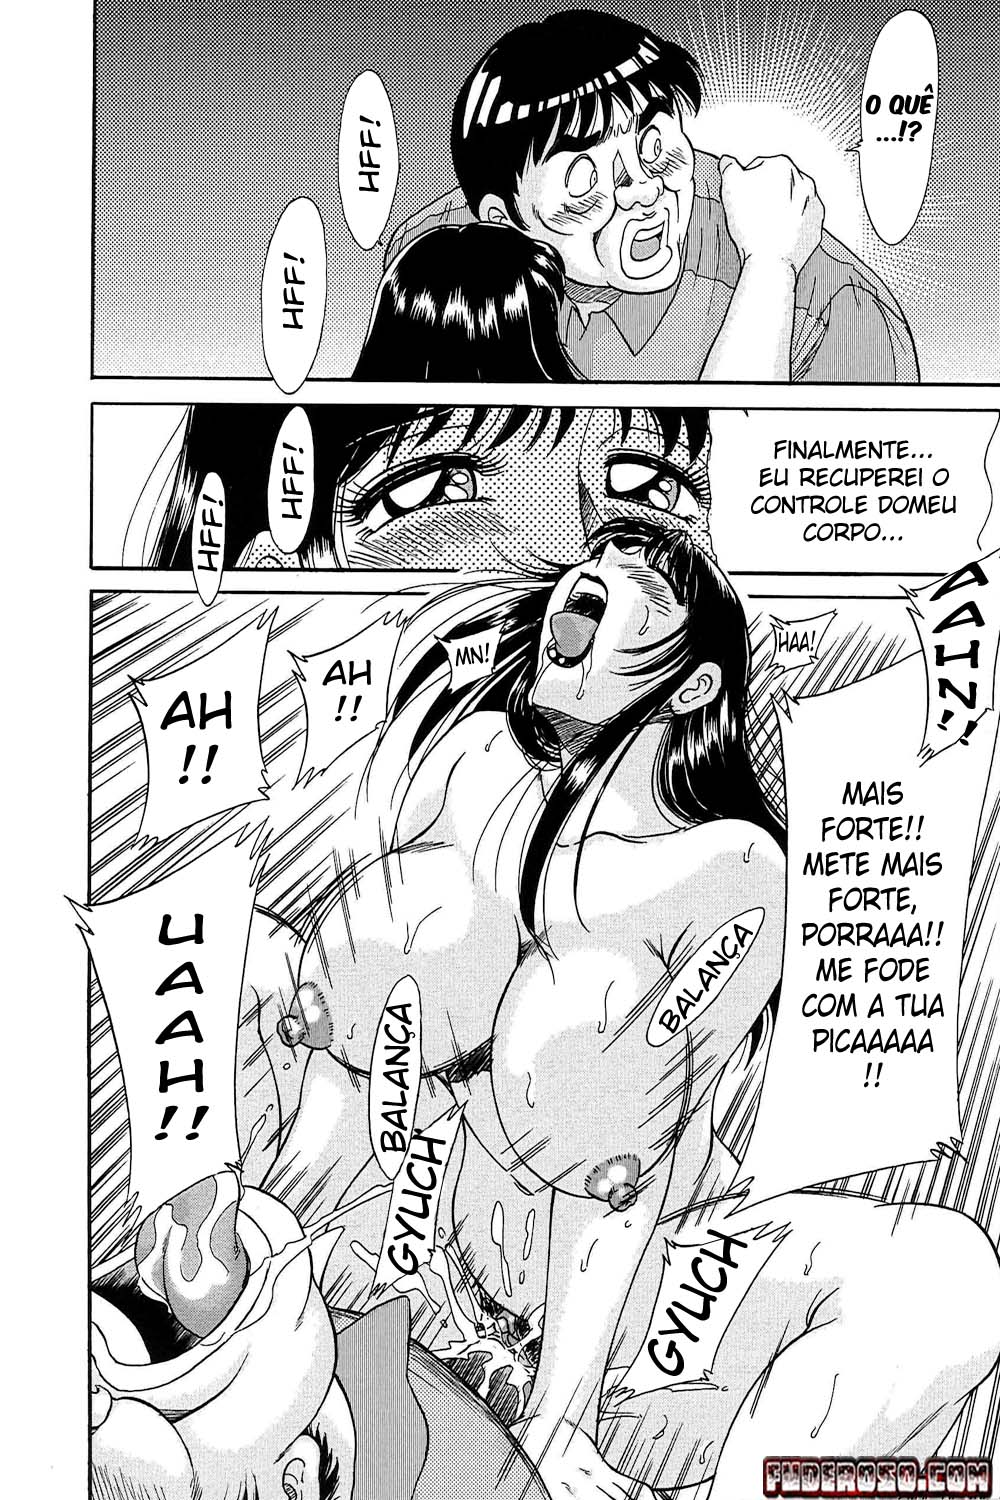 O QUÊ
...!?
HFF!
HFF!
HFF!
HFF!
FINALMENTE...
EU RECUPEREI O
CONTROLE DOMEU
CORPO...
AAHN!!
HAA!
MN!
AH
!!
AH
!!
MAIS
FORTE!!
METE MAIS
FORTE,
PORRAAA!!
ME FODE
COM A TUA
PICAAAAA
!!
UAAH!!
BALANÇA
BALANÇA
GYUCH
GYUCH
FUDEROSO.COM